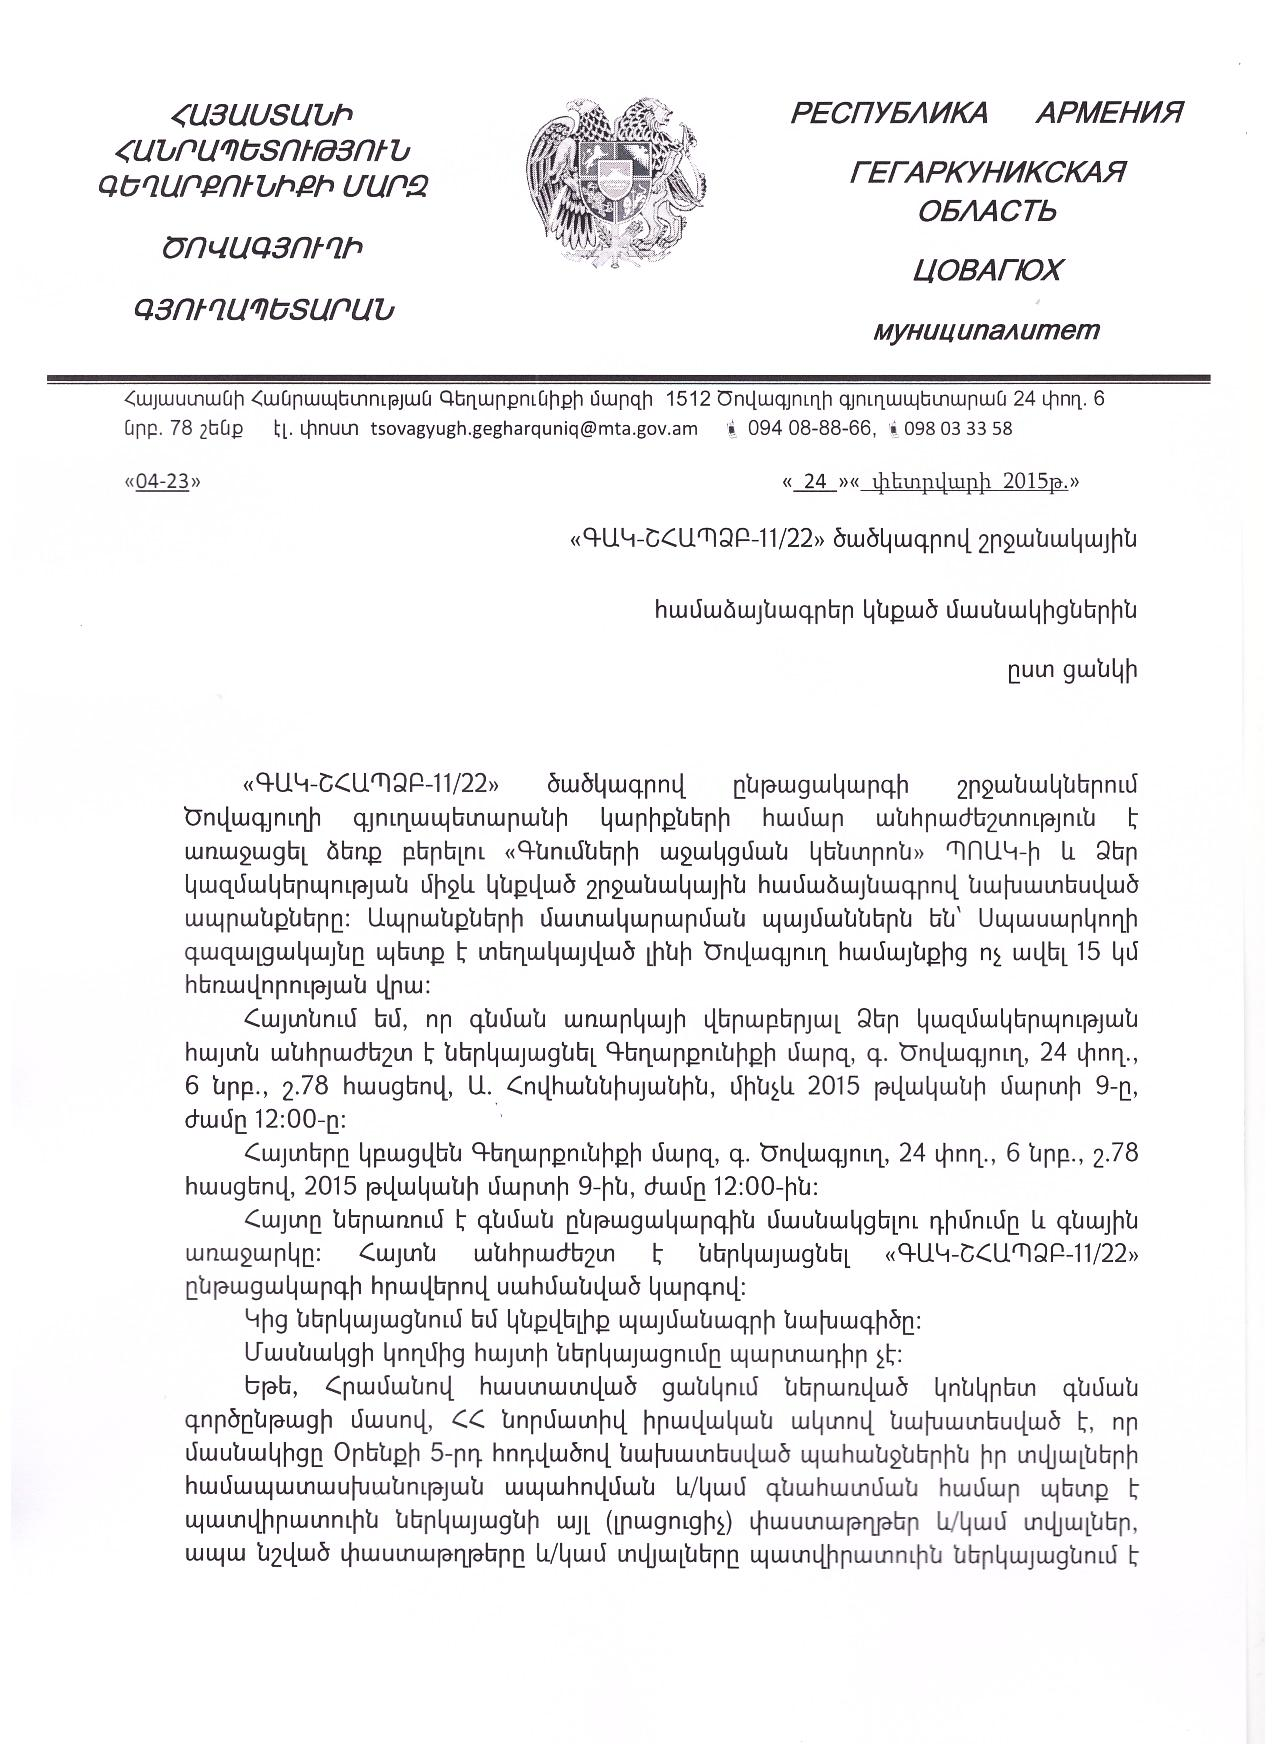 ՀԱՅԱՍՏԱՆԻ
ՀԱՆՐԱՊԵՏՈՒԹՅՈՒՆ
ԳԵՂԱՐՔՈՒՆԻՔԻ ՄԱՐԶ
ԾՈՎԱԳՅՈՒՂԻ
ԳՅՈՒՂԱՊԵՏԱՐԱՆ
РЕСПУБЛИКА АРМЕНИЯ
ГЕГАРКУНИКСКАЯ
ОБЛАСТЬ
ЦОВАГЮХ
муниципалитет
Հայաստանի Հանրապետության Գեղարքունիքի մարզի 1512 Ծովագյուղի գյուղապետարան 24 փող. 6
նրբ. 78 շենք էլ. փոստ tsovagyugh.gegharquniq@mta.gov.am 094 08-88-66, 098 03 33 58
«04-23» « 24 »« փետրվարի 2015թ.»
«ԳԱԿ-ՇՀԱՊՁԲ-11/22» ծածկագրով շրջանակային
համաձայնագրեր կնքած մասնակիցներին
ըստ ցանկի
«ԳԱԿ-ՇՀԱՊՁԲ-11/22» ծածկագրով ընթացակարգի շրջանակներում
Ծովագյուղի գյուղապետարանի կարիքների համար անհրաժեշտություն է
առաջացել ձեռք բերելու «Գնումների աջակցման կենտրոն» ՊՈԱԿ-ի և Ձեր
կազմակերպության միջև կնքված շրջանակային համաձայնագրով նախատեսված
ապրանքները: Ապրանքների մատակարարման պայմաններն են՝ Սպասարկողի
գազալցակայնը պետք է տեղակայված լինի Ծովագյուղ համայնքից ոչ ավել 15 կմ
հեռավորության վրա:
Հայտնում եմ, որ գնման առարկայի վերաբերյալ Ձեր կազմակերպության
հայտն անհրաժեշտ է ներկայացնել Գեղարքունիքի մարզ, գ. Ծովագյուղ, 24 փող.,
6 նրբ., շ.78 հասցեով, Ա. Հովհաննիսյանին, մինչև 2015 թվականի մարտի 9-ը,
ժամը 12:00-ը:
Հայտերը կբացվեն Գեղարքունիքի մարզ, գ. Ծովագյուղ, 24 փող., 6 նրբ., շ.78
հասցեով, 2015 թվականի մարտի 9-ին, ժամը 12:00-ին:
Հայտը ներառում է գնման ընթացակարգին մասնակցելու դիմումը և գնային
առաջարկը: Հայտն անհրաժեշտ է ներկայացնել «ԳԱԿ-ՇՀԱՊՁԲ-11/22»
ընթացակարգի հրավերով սահմանված կարգով:
Կից ներկայացնում եմ կնքվելիք պայմանագրի նախագիծը:
Մասնակցի կողմից հայտի ներկայացումը պարտադիր չէ:
Եթե, Հրամանով հաստատված ցանկում ներառված կոնկրետ գնման
գործընթացի մասով, ՀՀ նորմատիվ իրավական ակտով նախատեսված է, որ
մասնակիցը Օրենքի 5-րդ հոդվածով նախատեսված պահանջներին իր տվյալների
համապատասխանության ապահովման և/կամ գնահատման համար պետք է
պատվիրատուին ներկայացնի այլ (լրացուցիչ) փաստաթղթեր և/կամ տվյալներ,
ապա նշված փաստաթղթերը և/կամ տվյալները պատվիրատուին ներկայացնում է